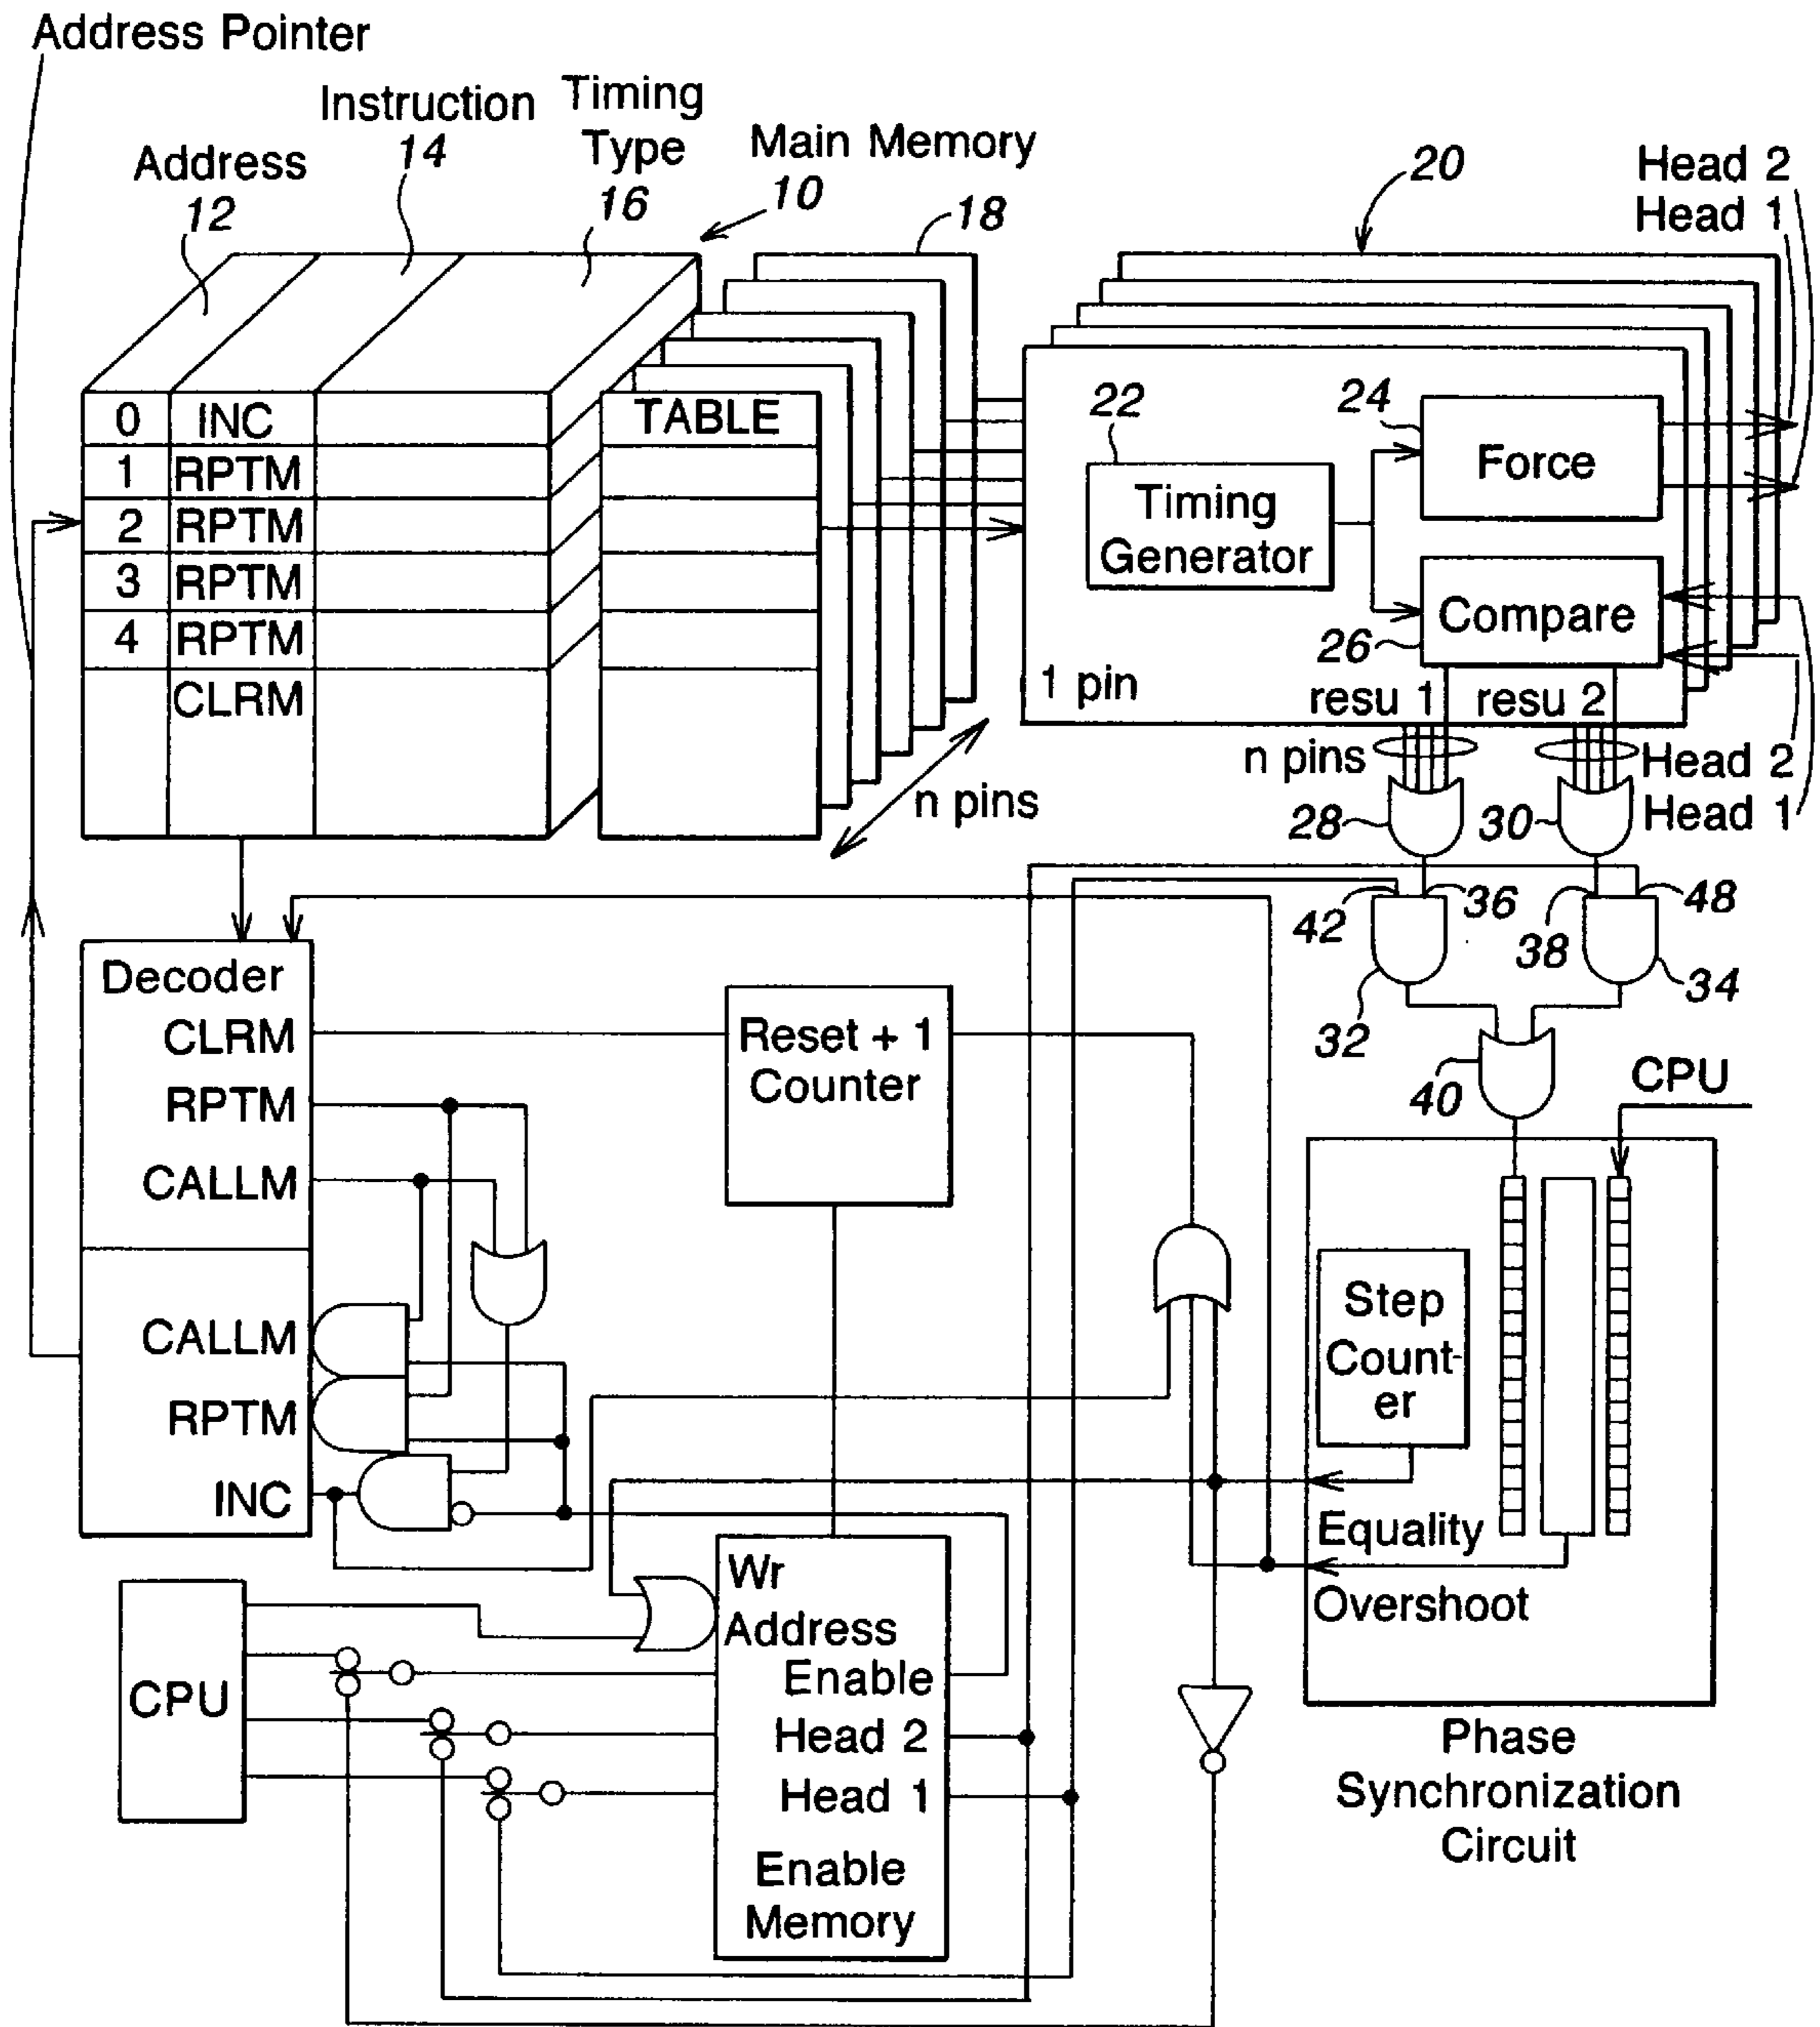 Address Pointer
Instruction
14
Timing
Type
16
Main Memory
10
Address
12
18
20
Head 2
Head 1
0 INC
1 RPTM
2 RPTM
3 RPTM
4 RPTM
CLRM
TABLE
n pins
22
Timing
Generator
24
Force
26
Compare
1 pin
resu 1
resu 2
n pins
Head 2
Head 1
28
30
42
36
38
48
32
34
40
CPU
Decoder
CLRM
RPTM
CALLM
CALLM
RPTM
INC
Reset + 1
Counter
Step
Count-
er
Equality
Overshoot
Phase
Synchronization
Circuit
CPU
Wr
Address
Enable
Head 2
Head 1
Enable
Memory